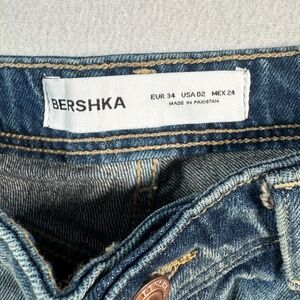 BERSHKA
EUR 34 USA 02 MEX 24
MADE IN PAKISTAN